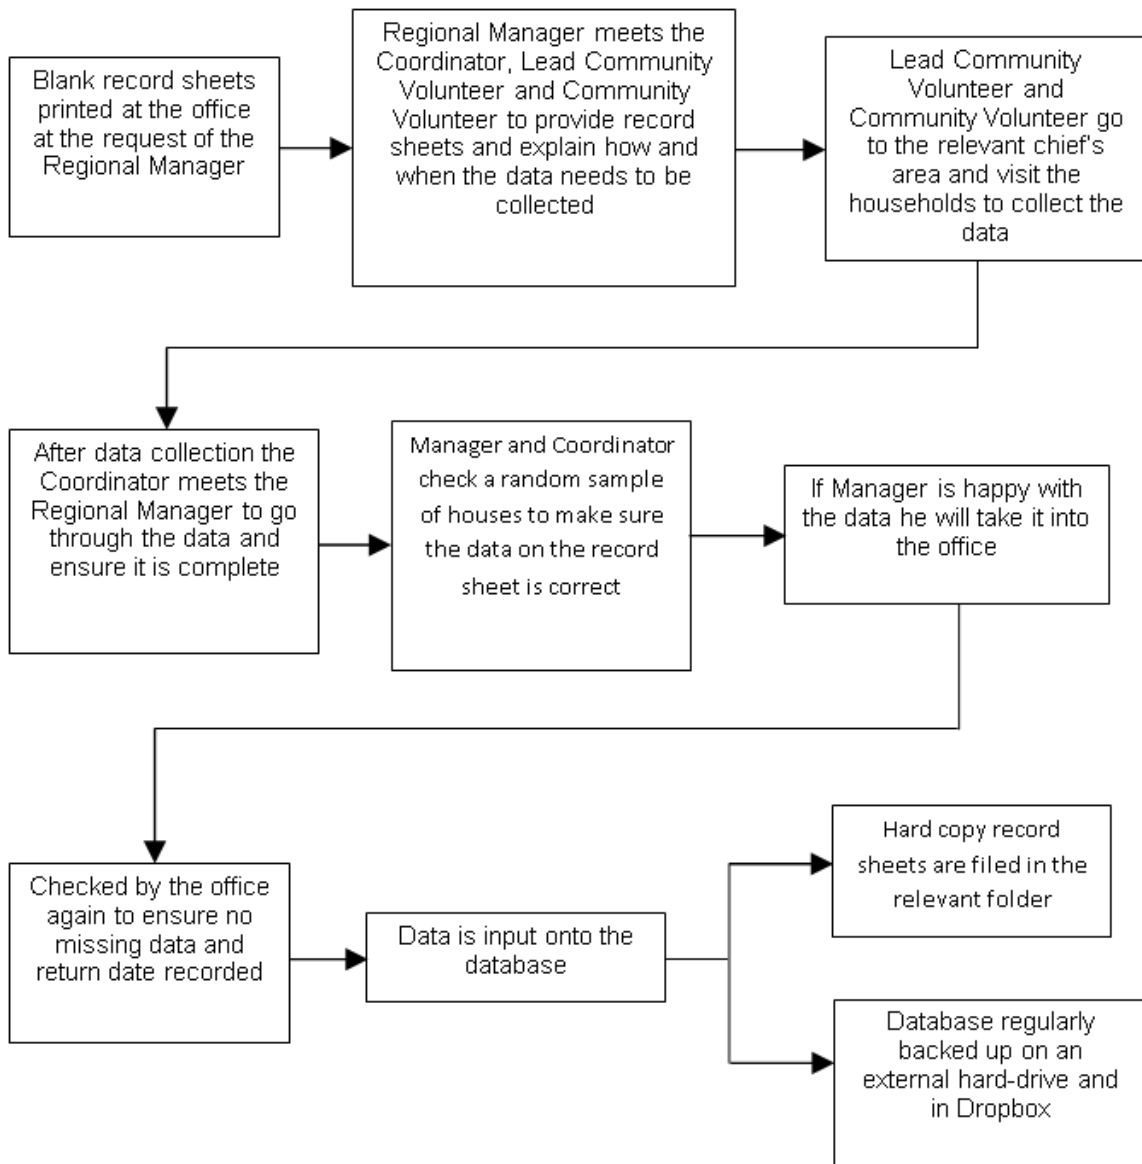 Blank record sheets
printed at the office
at the request of the
Regional Manager
Regional Manager meets the
Coordinator, Lead Community
Volunteer and Community
Volunteer to provide record
sheets and explain how and
when the data needs to be
collected
Lead Community
Volunteer and
Community Volunteer go
to the relevant chief's
area and visit the
households to collect the
data
After data collection the
Coordinator meets the
Regional Manager to go
through the data and
ensure it is complete
Manager and Coordinator
check a random sample
of houses to make sure
the data on the record
sheet is correct
If Manager is happy with
the data he will take it into
the office
Checked by the office
again to ensure no
missing data and
return date recorded
Data is input onto the
database
Hard copy record
sheets are filed in the
relevant folder
Database regularly
backed up on an
external hard-drive and
in Dropbox